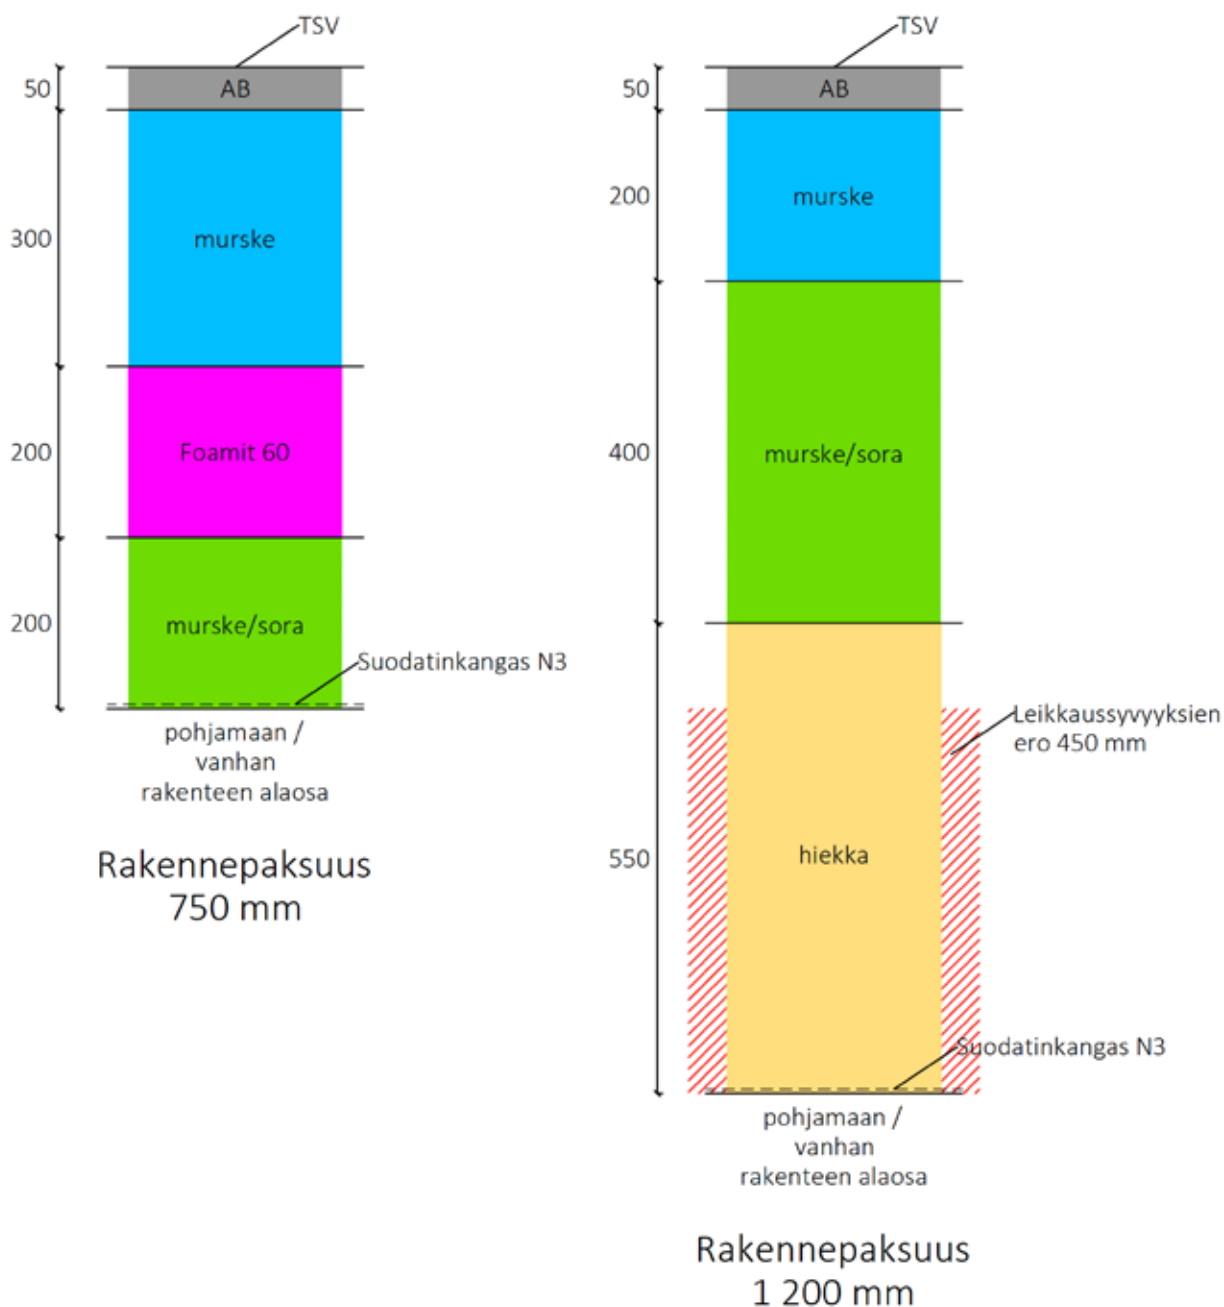 TSV
50
AB
300
murske
200
Foamit 60
200
murske/sora
Suodatinkangas N3
pohjamaan /
vanhan
rakenteen alaosa
Rakennepaksuus
750 mm
TSV
50
AB
200
murske
400
murske/sora
Leikkaussyvyyksien
ero 450 mm
550
hiekka
Suodatinkangas N3
pohjamaan /
vanhan
rakenteen alaosa
Rakennepaksuus
1 200 mm